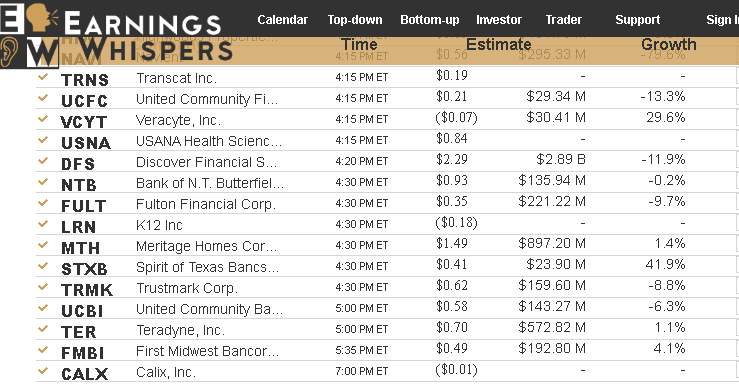 EARNINGS WHISPERS Calendar Top-down Bottom-up Investor Trader Support Sign I
Time Estimate Growth
NAVI $0.56 $295.33 M -79.6%
TRNS Transcat Inc. 4:15 PM ET $0.19 - -
UCFC United Community Fi... 4:15 PM ET $0.21 $29.34 M -13.3%
VCYT Veracyte, Inc. 4:15 PM ET ($0.07) $30.41 M 29.6%
USNA USANA Health Scienc... 4:15 PM ET $0.84 - -
DFS Discover Financial S... 4:20 PM ET $2.29 $2.89 B -11.9%
NTB Bank of N.T. Butterfiel... 4:30 PM ET $0.93 $135.94 M -0.2%
FULT Fulton Financial Corp. 4:30 PM ET $0.35 $221.22 M -9.7%
LRN K12 Inc 4:30 PM ET ($0.18) - -
MTH Meritage Homes Cor... 4:30 PM ET $1.49 $897.20 M 1.4%
STXB Spirit of Texas Bancs... 4:30 PM ET $0.41 $23.90 M 41.9%
TRMK Trustmark Corp. 4:30 PM ET $0.62 $159.60 M -8.8%
UCBI United Community Ba... 5:00 PM ET $0.58 $143.27 M -6.3%
TER Teradyne, Inc. 5:00 PM ET $0.70 $572.82 M 1.1%
FMBI First Midwest Bancor... 5:35 PM ET $0.49 $192.80 M 4.1%
CALX Calix, Inc. 7:00 PM ET ($0.01) - -